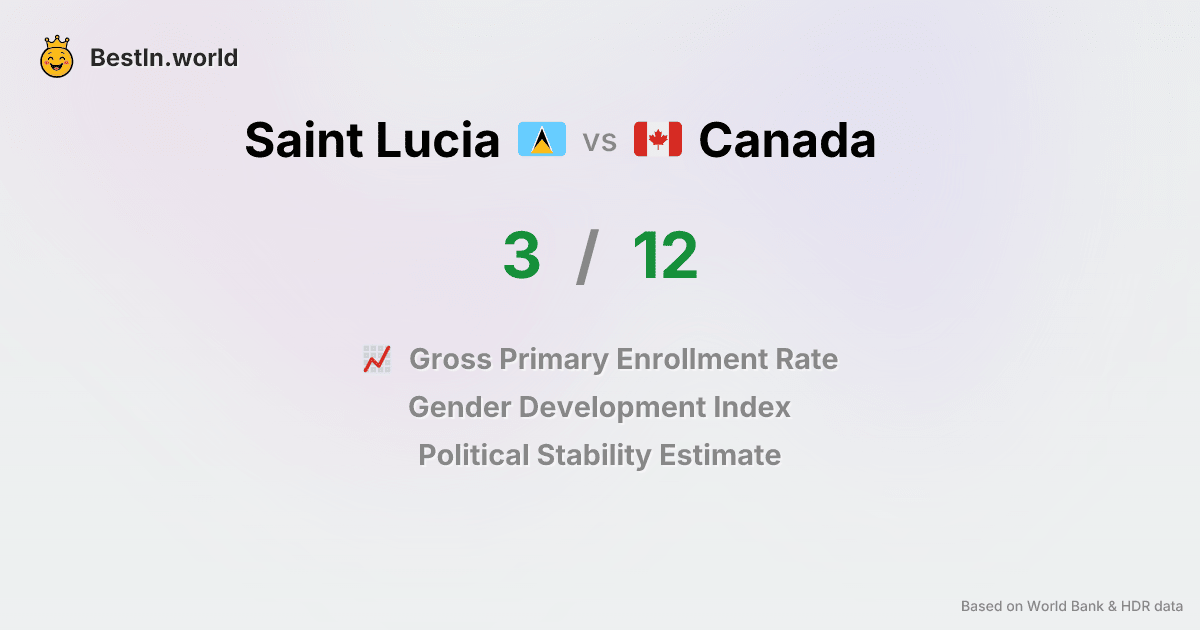 BestIn.world
Saint Lucia vs Canada
3 / 12
Gross Primary Enrollment Rate
Gender Development Index
Political Stability Estimate
Based on World Bank & HDR data